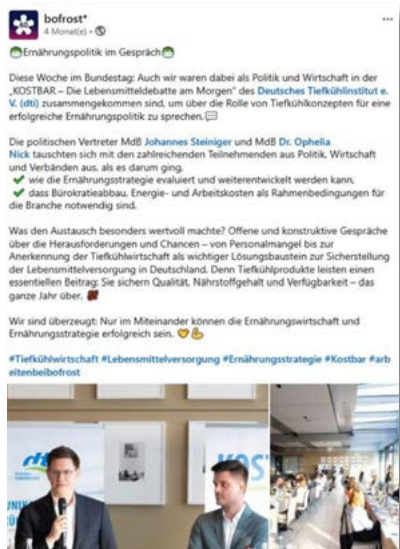 bofrost*
4 Monat(e) •
Ernährungspolitik im Gespräch
Diese Woche im Bundestag: Auch wir waren dabei als Politik und Wirtschaft in der
„KOSTBAR – Die Lebensmitteldebatte am Morgen" des Deutsches Tiefkühlinstitut e.
V. (dti) zusammengekommen sind, um über die Rolle von Tiefkühlkonzepten für eine
erfolgreiche Ernährungspolitik zu sprechen.
Die politischen Vertreter MdB Johannes Steiniger und MdB Dr. Ophelia
Nick tauschten sich mit den zahlreichenden Teilnehmenden aus Politik, Wirtschaft
und Verbänden aus, als es darum ging,
✔ wie die Ernährungsstrategie evaluiert und weiterentwickelt werden kann,
✔ dass Bürokratieabbau, Energie- und Arbeitskosten als Rahmenbedingungen für
die Branche notwendig sind.
Was den Austausch besonders wertvoll machte? Offene und konstruktive Gespräche
über die Herausforderungen und Chancen – von Personalmangel bis zur
Anerkennung der Tiefkühlwirtschaft als wichtiger Lösungsbaustein zur Sicherstellung
der Lebensmittelversorgung in Deutschland. Denn Tiefkühlprodukte leisten einen
essentiellen Beitrag: Sie sichern Qualität, Nährstoffgehalt und Verfügbarkeit – das
ganze Jahr über.
Wir sind überzeugt: Nur im Miteinander können die Ernährungswirtschaft und
Ernährungsstrategie erfolgreich sein.
#Tiefkühlwirtschaft #Lebensmittelversorgung #Ernährungsstrategie #Kostbar #arb
eitenbeibofrost
dti
KOS